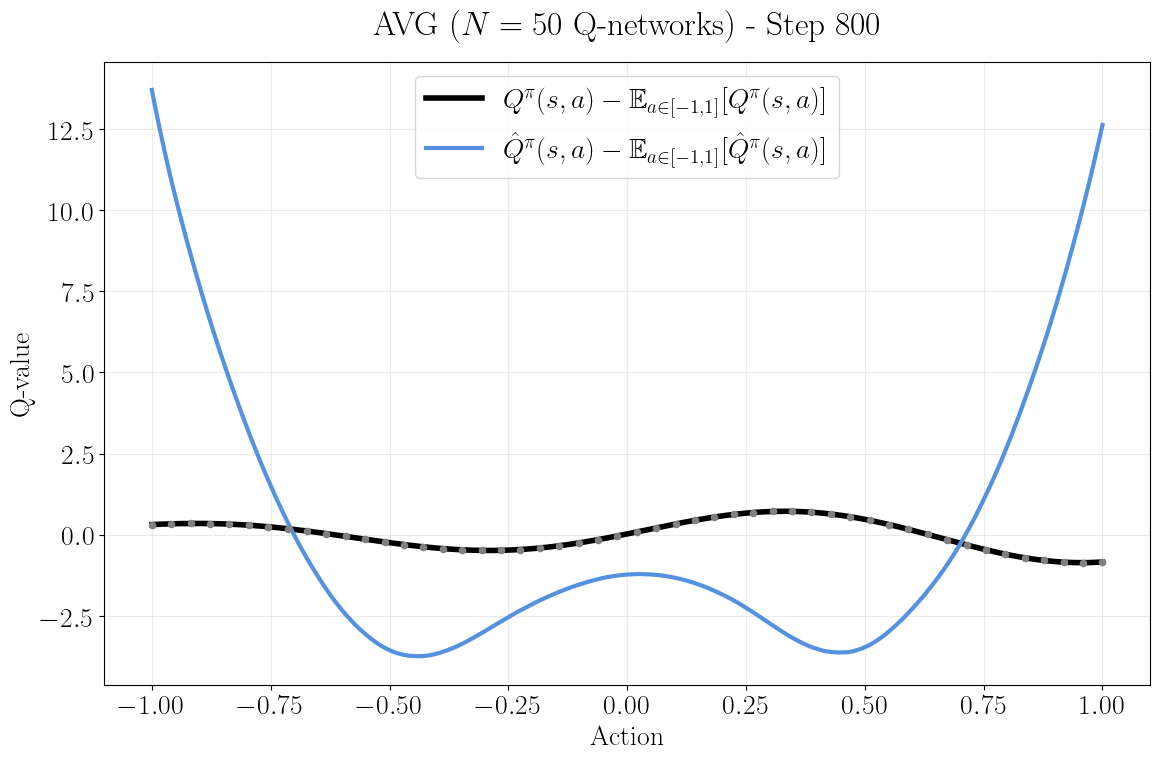 AVG (N = 50 Q-networks) - Step 800
Q^π(s, a) − 𝔼_{a∈[−1,1]}[Q^π(s, a)]
Q̂^π(s, a) − 𝔼_{a∈[−1,1]}[Q̂^π(s, a)]
Q-value
12.5
10.0
7.5
5.0
2.5
0.0
−2.5
−1.00 −0.75 −0.50 −0.25 0.00 0.25 0.50 0.75 1.00
Action